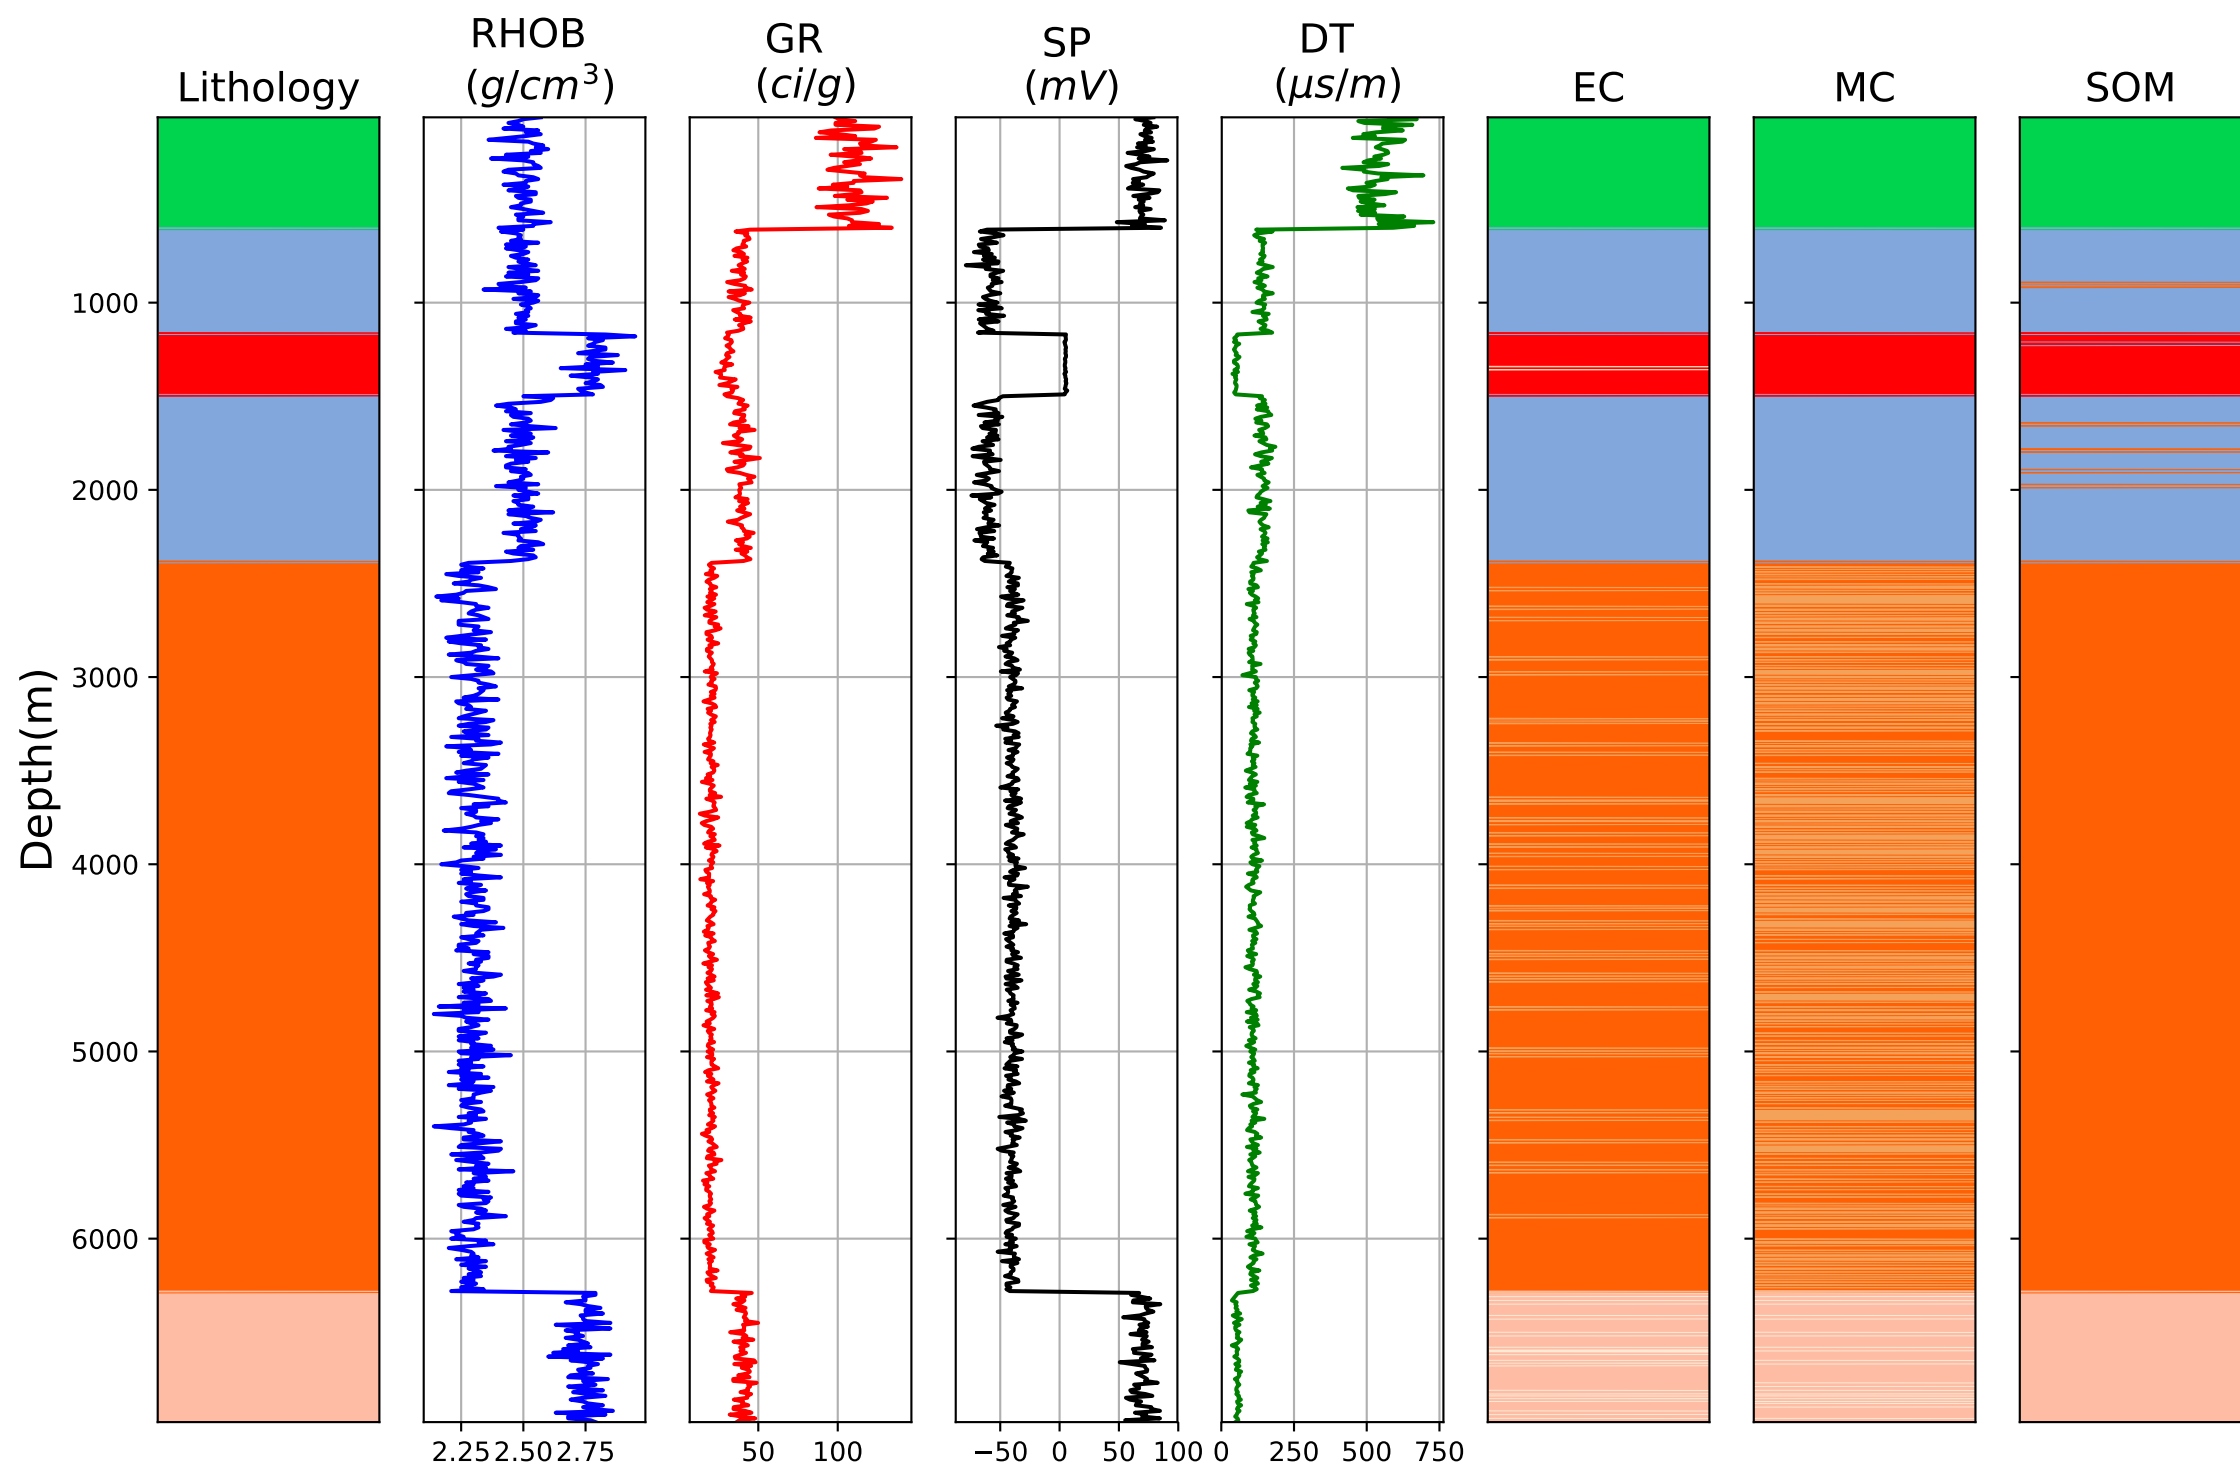 Lithology
RHOB
(g/cm³)
GR
(ci/g)
SP
(mV)
DT
(μs/m)
EC
MC
SOM
Depth(m)
1000
2000
3000
4000
5000
6000
2.25 2.50 2.75
50 100
−50 0 50 100
0 250 500 750